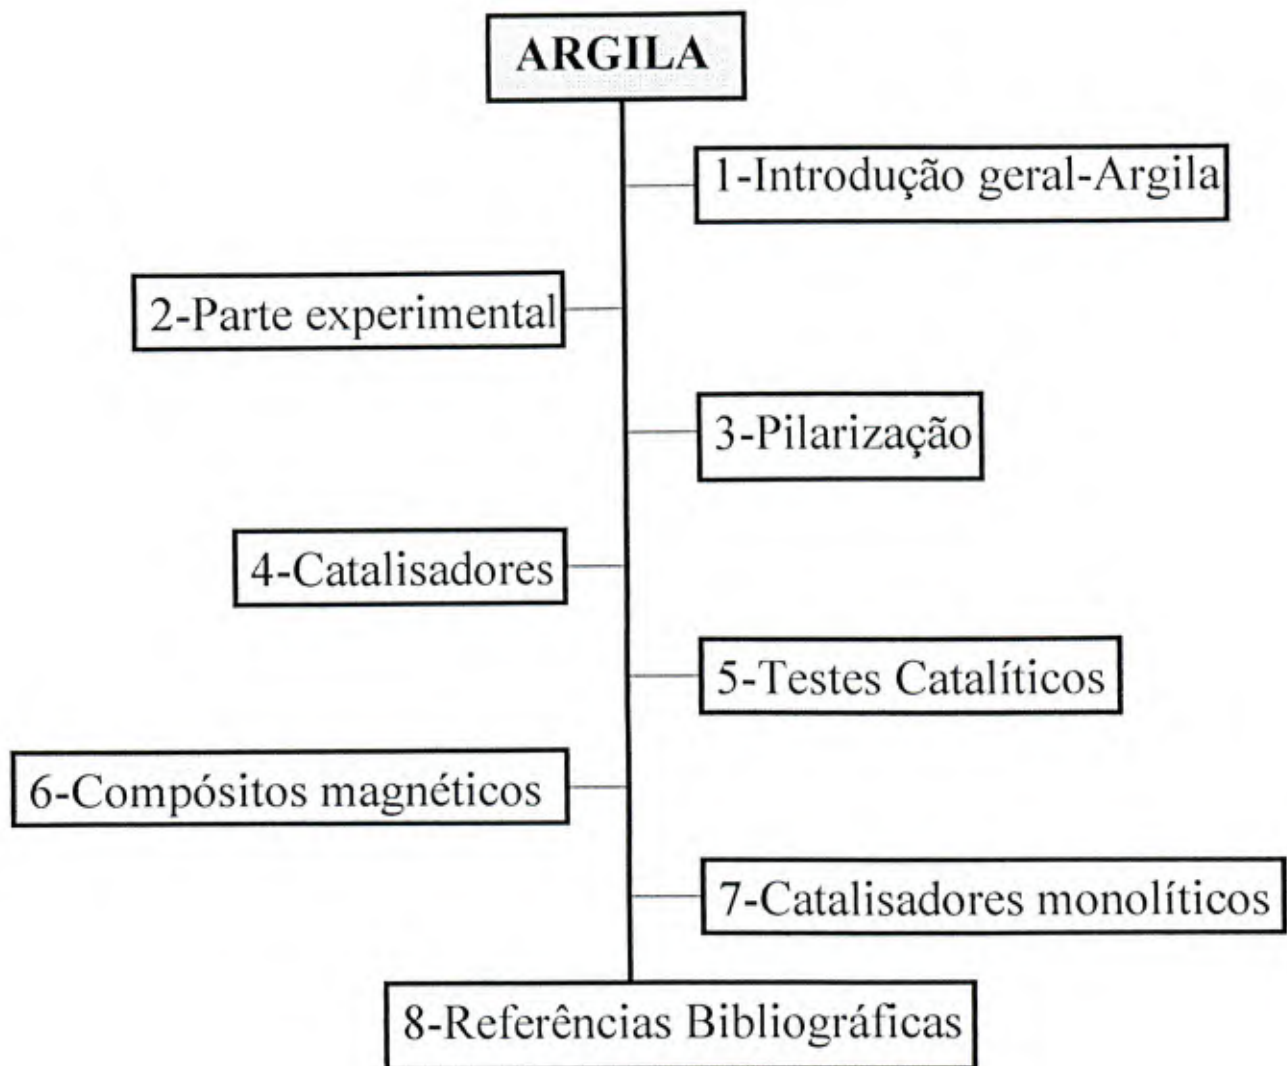 ARGILA
1-Introdução geral-Argila
2-Parte experimental
3-Pilarização
4-Catalisadores
5-Testes Catalíticos
6-Compósitos magnéticos
7-Catalisadores monolíticos
8-Referências Bibliográficas